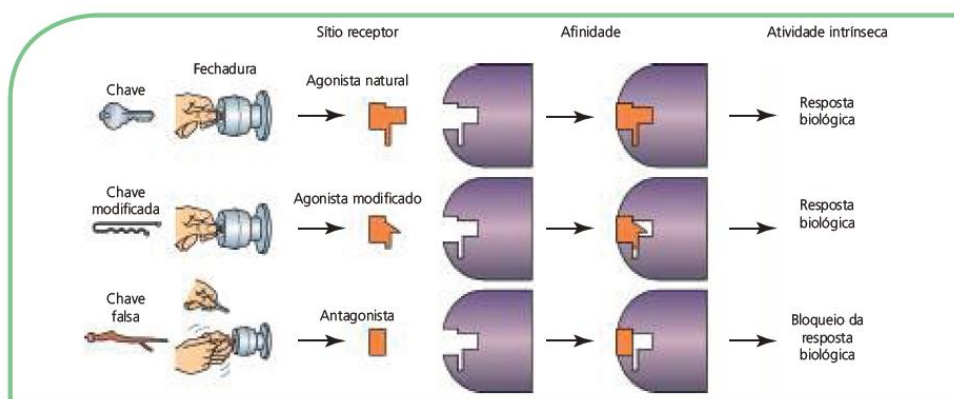 Sítio receptor
Afinidade
Atividade intrínseca
Chave
Fechadura
Agonista natural
Resposta
biológica
Chave
modificada
Agonista modificado
Resposta
biológica
Chave
falsa
Antagonista
Bloqueio da
resposta
biológica